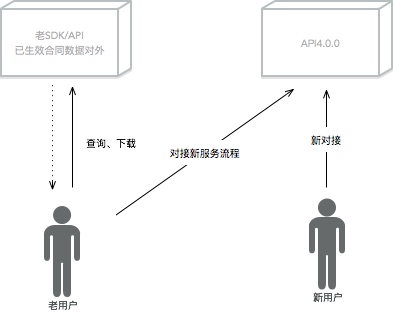 老SDK/API
已生效合同数据对外
API4.0.0
查询、下载
对接新服务流程
新对接
老用户
新用户